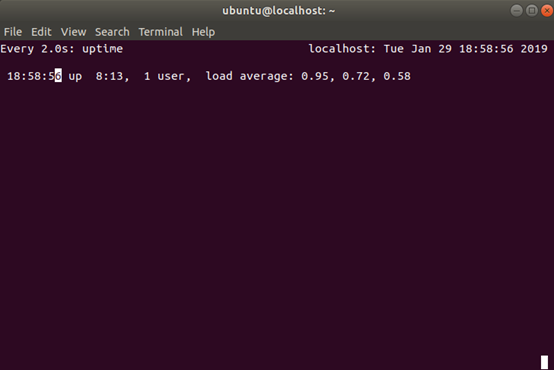 ubuntu@localhost: ~
File Edit View Search Terminal Help
Every 2.0s: uptime localhost: Tue Jan 29 18:58:56 2019
18:58:56 up 8:13, 1 user, load average: 0.95, 0.72, 0.58